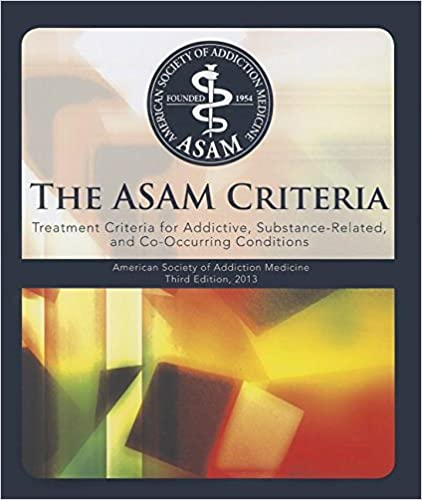 AMERICAN SOCIETY OF ADDICTION MEDICINE
FOUNDED 1954
ASAM
THE ASAM CRITERIA
Treatment Criteria for Addictive, Substance-Related,
and Co-Occurring Conditions
American Society of Addiction Medicine
Third Edition, 2013